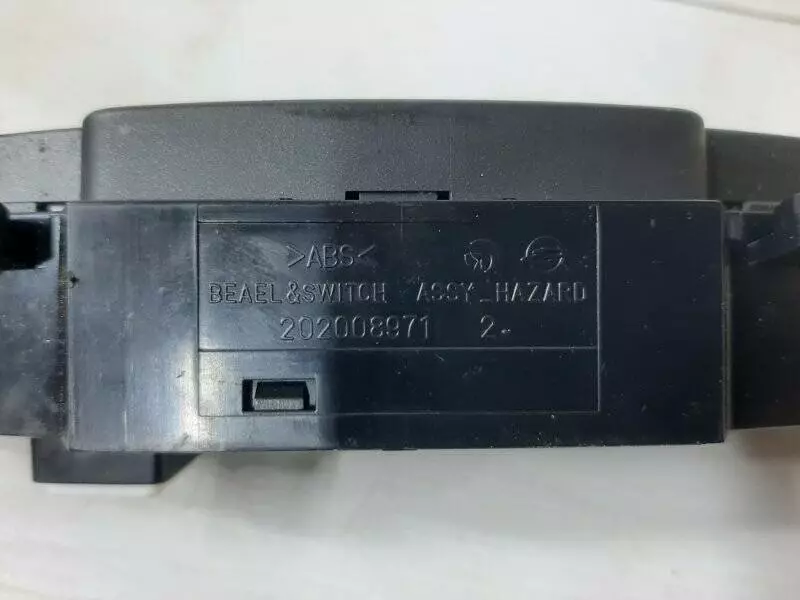 >ABS<
BEAEL&SWITCH ASSY_HAZARD
202008971 2-